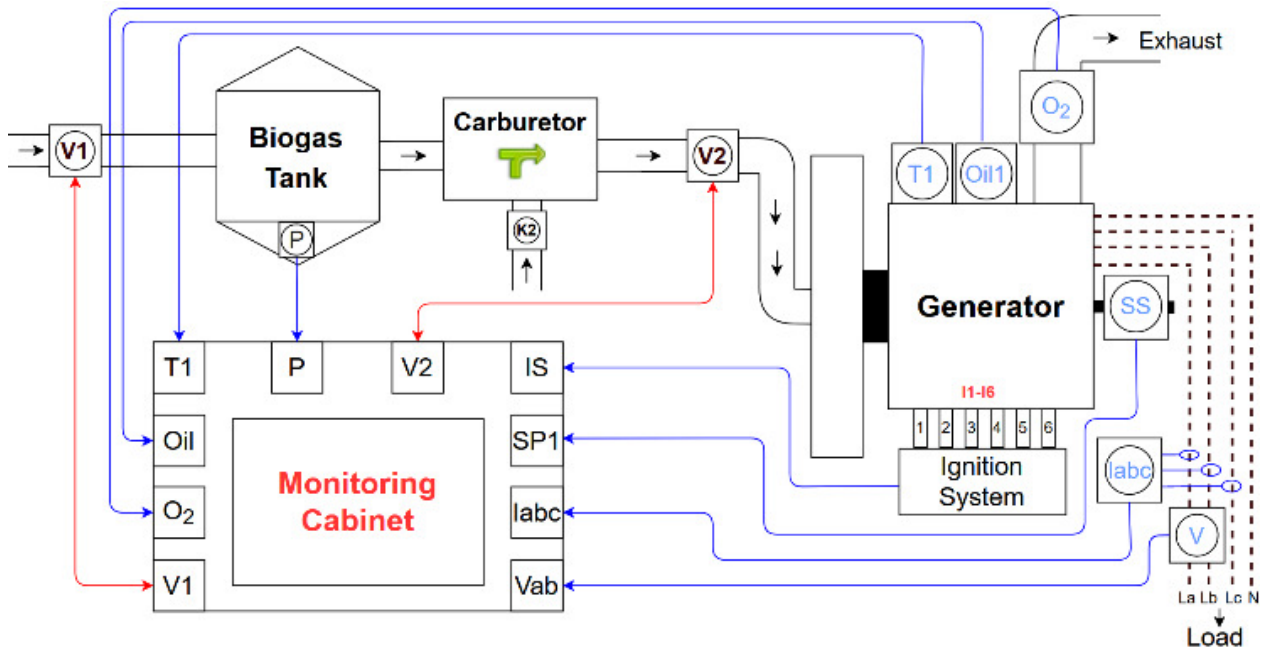 Exhaust
O2
V1
Biogas
Tank
Carburetor
V2
T1
Oil1
K2
P
Generator
SS
I1-I6
1 2 3 4 5 6
Ignition
System
Iabc
V
La Lb Lc N
Load
T1
P
V2
IS
Oil
SP1
Monitoring
Cabinet
O2
Iabc
V1
Vab